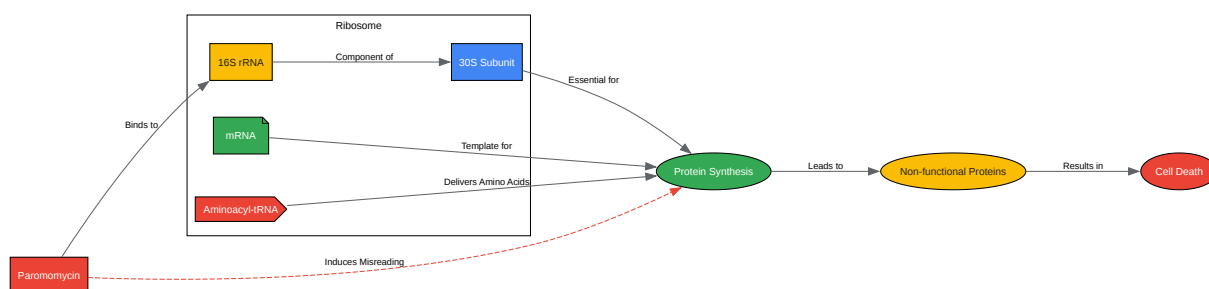 Ribosome
16S rRNA
Component of
30S Subunit
Essential for
Binds to
mRNA
Template for
Protein Synthesis
Leads to
Non-functional Proteins
Results in
Cell Death
Delivers Amino Acids
Aminoacyl-tRNA
Induces Misreading
Paromomycin